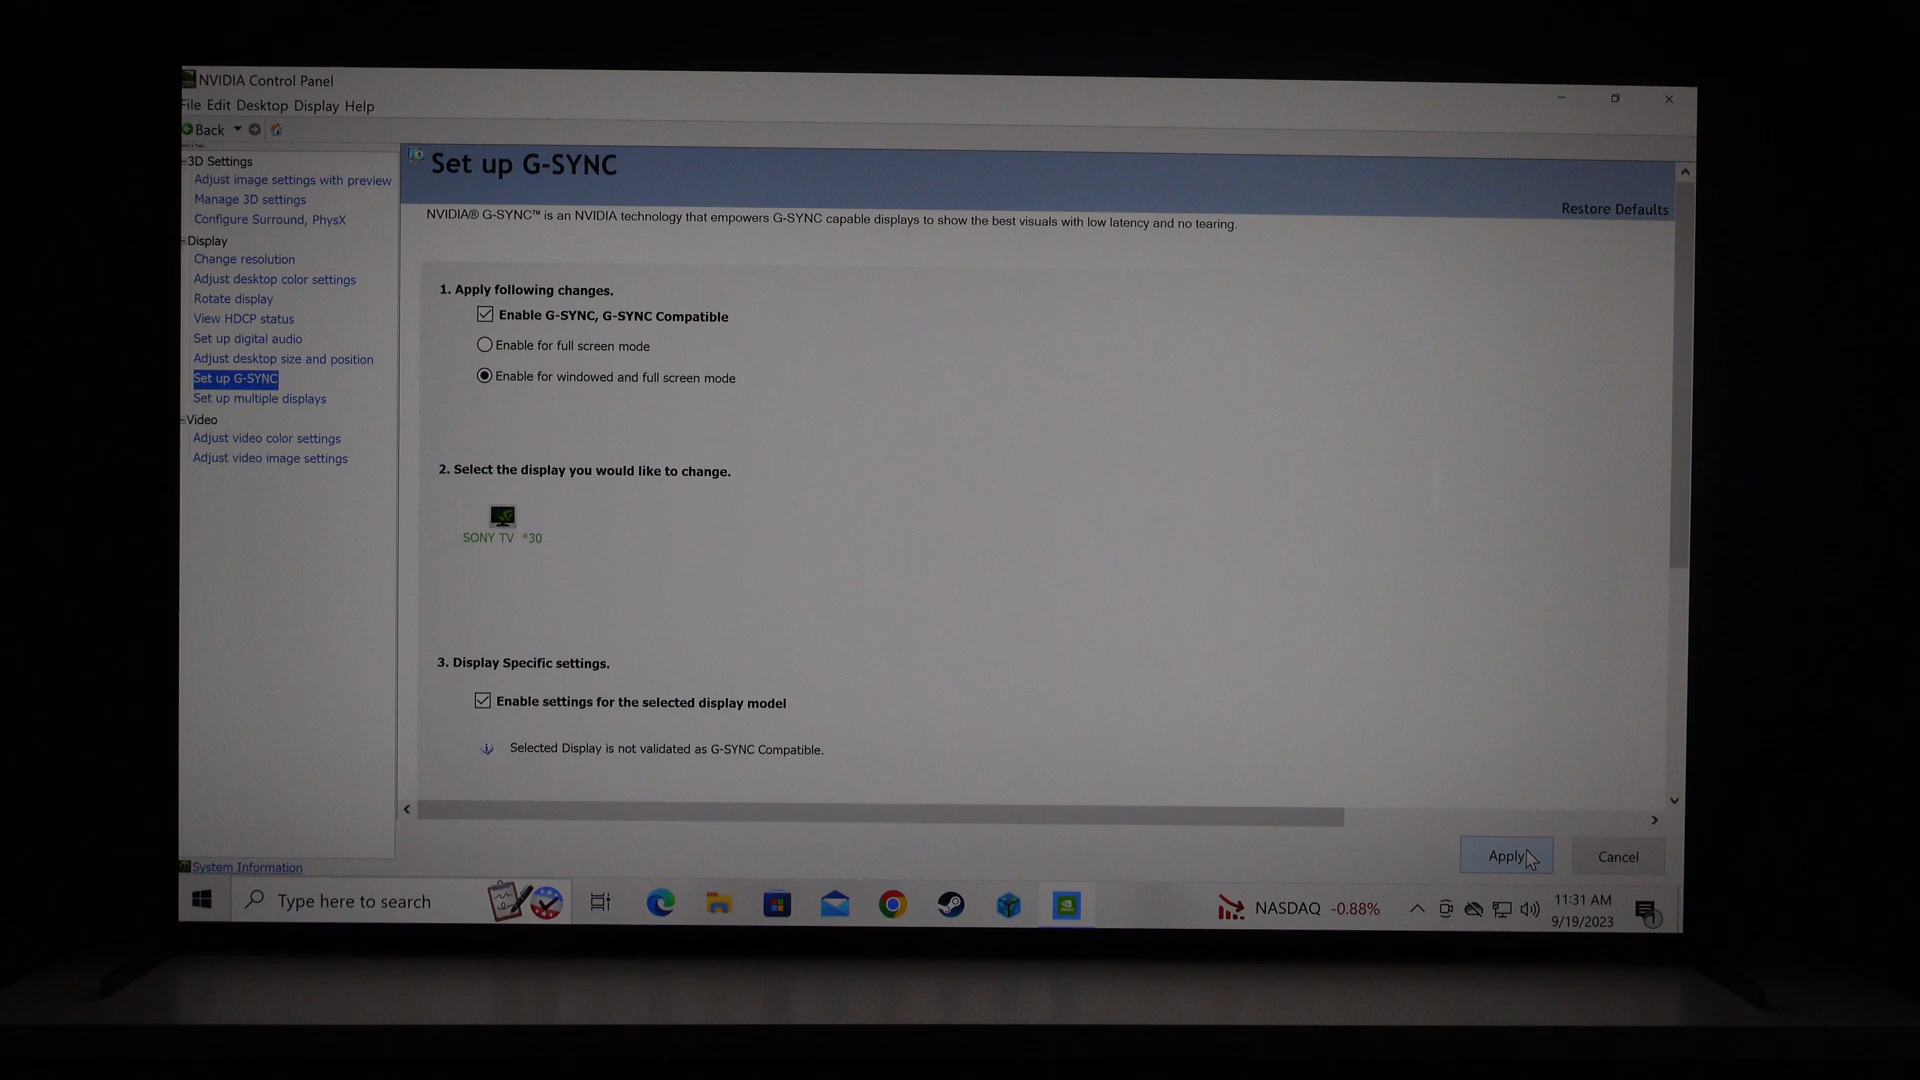 NVIDIA Control Panel
File Edit Desktop Display Help
Back
3D Settings
Adjust image settings with preview
Manage 3D settings
Configure Surround, PhysX
Display
Change resolution
Adjust desktop color settings
Rotate display
View HDCP status
Set up digital audio
Adjust desktop size and position
Set up G-SYNC
Set up multiple displays
Video
Adjust video color settings
Adjust video image settings
System Information
Set up G-SYNC
Restore Defaults
NVIDIA® G-SYNC™ is an NVIDIA technology that empowers G-SYNC capable displays to show the best visuals with low latency and no tearing.
1. Apply following changes.
Enable G-SYNC, G-SYNC Compatible
Enable for full screen mode
Enable for windowed and full screen mode
2. Select the display you would like to change.
SONY TV *30
3. Display Specific settings.
Enable settings for the selected display model
Selected Display is not validated as G-SYNC Compatible.
Apply
Cancel
Type here to search
NASDAQ -0.88%
11:31 AM
9/19/2023